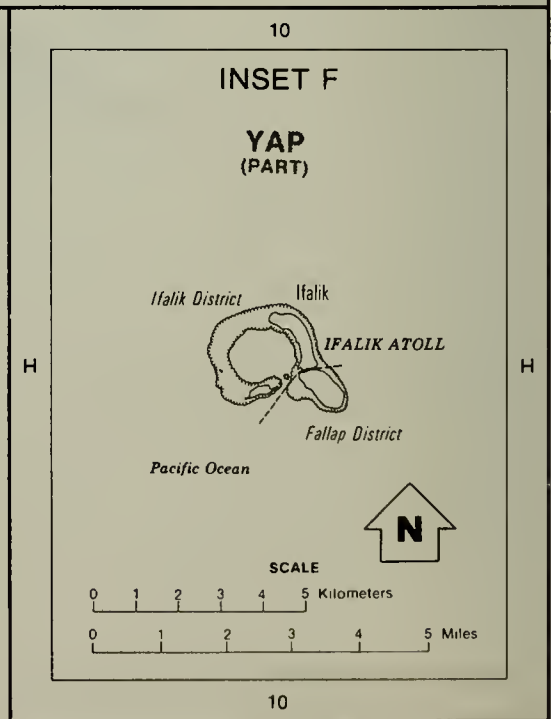 10
INSET F
YAP
(PART)
Ifalik District
Ifalik
IFALIK ATOLL
H
H
Fallap District
Pacific Ocean
N
SCALE
0 1 2 3 4 5 Kilometers
0 1 2 3 4 5 Miles
10